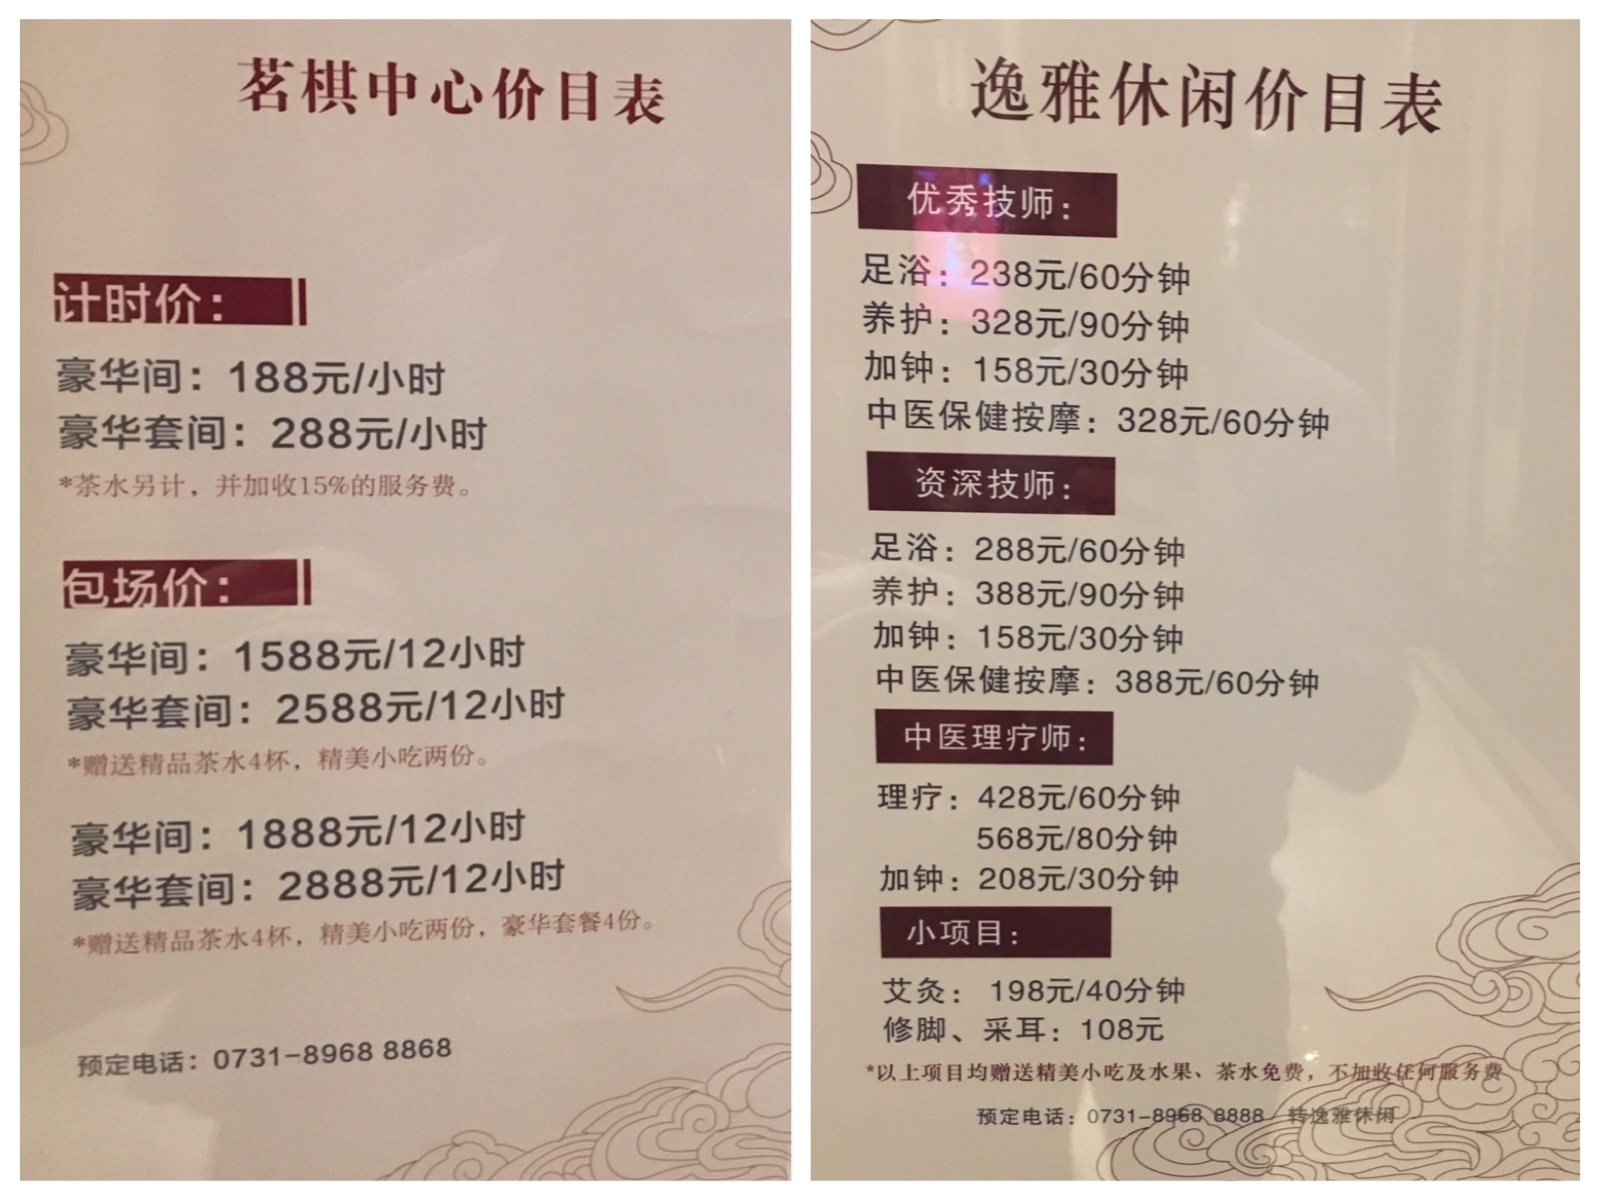 茗棋中心价目表
计时价：
豪华间：188元/小时
豪华套间：288元/小时
*茶水另计，并加收15%的服务费。
包场价：
豪华间：1588元/12小时
豪华套间：2588元/12小时
*赠送精品茶水4杯，精美小吃两份。
豪华间：1888元/12小时
豪华套间：2888元/12小时
*赠送精品茶水4杯，精美小吃两份，豪华套餐4份。
预定电话：0731-8968 8868
逸雅休闲价目表
优秀技师：
足浴：238元/60分钟
养护：328元/90分钟
加钟：158元/30分钟
中医保健按摩：328元/60分钟
资深技师：
足浴：288元/60分钟
养护：388元/90分钟
加钟：158元/30分钟
中医保健按摩：388元/60分钟
中医理疗师：
理疗：428元/60分钟
568元/80分钟
加钟：208元/30分钟
小项目：
艾灸： 198元/40分钟
修脚、采耳：108元
*以上项目均赠送精美小吃及水果、茶水免费，不加收任何服务费
预定电话：0731-8968 8888 转逸雅休闲